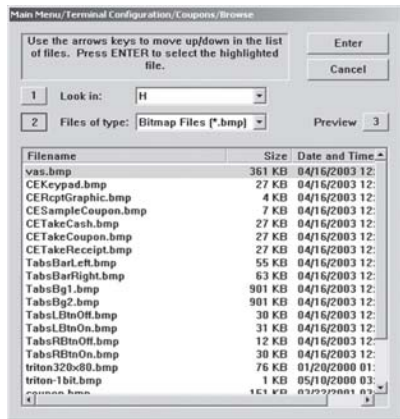 Main Menu/Terminal Configuration/Coupons/Browse
Use the arrows keys to move up/down in the list
of files. Press ENTER to select the highlighted
file.
Enter
Cancel
1 Look in: H
2 Files of type: Bitmap Files (*.bmp) Preview 3
Filename Size Date and Time
vas.bmp 361 KB 04/16/2003 12:
CEKeypad.bmp 27 KB 04/16/2003 12:
CERcptGraphic.bmp 4 KB 04/16/2003 12:
CESampleCoupon.bmp 7 KB 04/16/2003 12:
CETakeCash.bmp 27 KB 04/16/2003 12:
CETakeCoupon.bmp 27 KB 04/16/2003 12:
CETakeReceipt.bmp 27 KB 04/16/2003 12:
TabsBarLeft.bmp 55 KB 04/16/2003 12:
TabsBarRight.bmp 63 KB 04/16/2003 12:
TabsBg1.bmp 901 KB 04/16/2003 12:
TabsBg2.bmp 901 KB 04/16/2003 12:
TabsLBtnOff.bmp 30 KB 04/16/2003 12:
TabsLBtnOn.bmp 31 KB 04/16/2003 12:
TabsRBtnOff.bmp 12 KB 04/16/2003 12:
TabsRBtnOn.bmp 30 KB 04/16/2003 12:
triton320x80.bmp 76 KB 01/20/2000 01:
triton-1bit.bmp 1 KB 05/10/2000 03:
coupon.bmp 151 KB 03/22/2001 03: